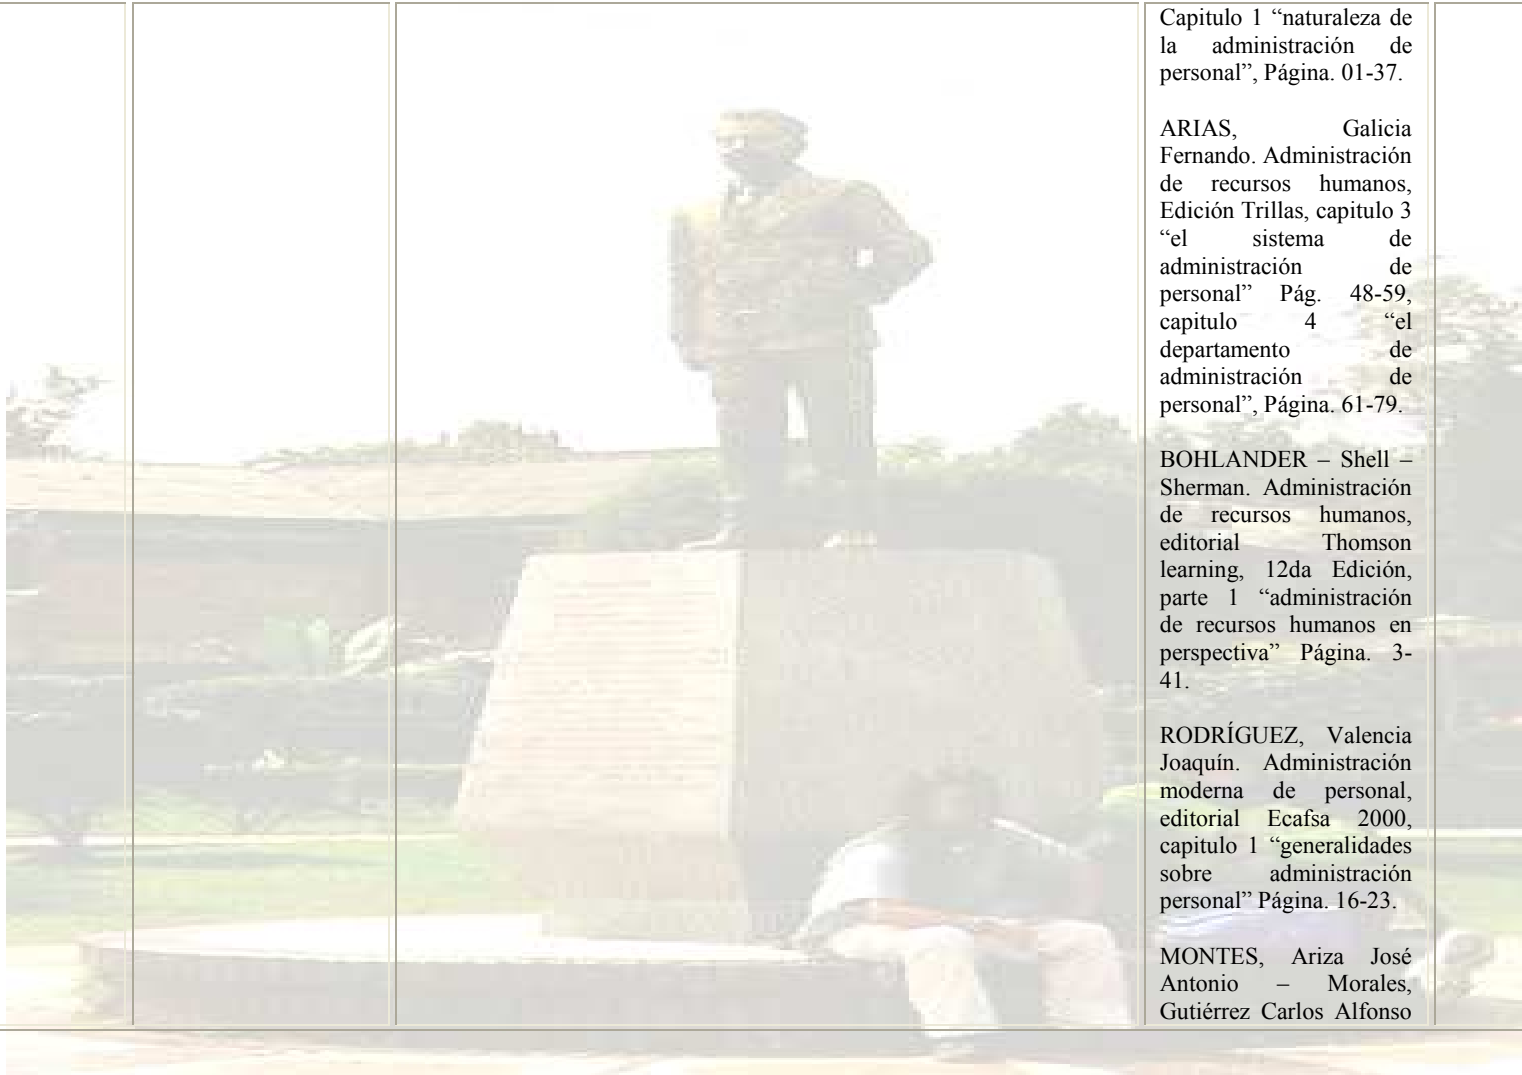 Capitulo 1 “naturaleza de
la administración de
personal”, Página. 01-37.
ARIAS, Galicia
Fernando. Administración
de recursos humanos,
Edición Trillas, capitulo 3
“el sistema de
administración de
personal” Pág. 48-59,
capitulo 4 “el
departamento de
administración de
personal”, Página. 61-79.
BOHLANDER – Shell –
Sherman. Administración
de recursos humanos,
editorial Thomson
learning, 12da Edición,
parte 1 “administración
de recursos humanos en
perspectiva” Página. 3-
41.
RODRÍGUEZ, Valencia
Joaquín. Administración
moderna de personal,
editorial Ecafsa 2000,
capitulo 1 “generalidades
sobre administración
personal” Página. 16-23.
MONTES, Ariza José
Antonio – Morales,
Gutiérrez Carlos Alfonso